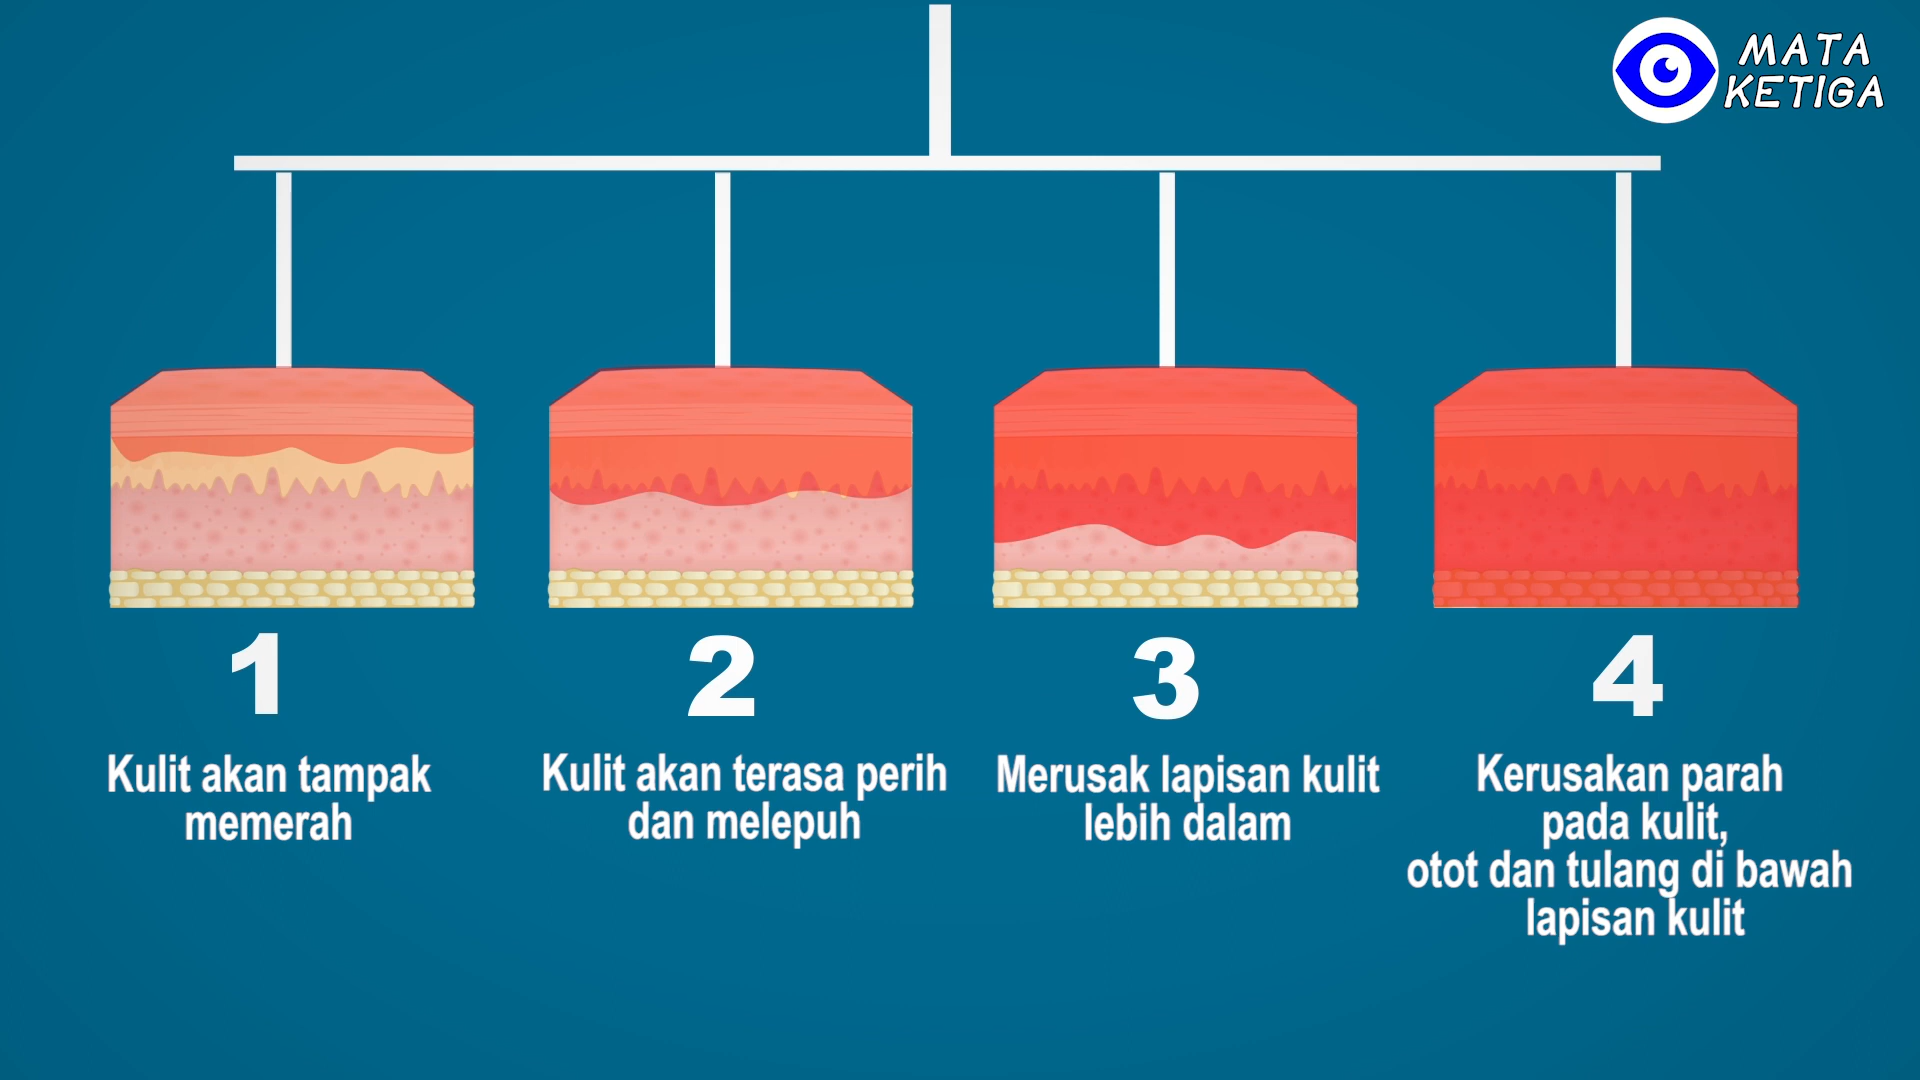 MATA
KETIGA
1
Kulit akan tampak
memerah
2
Kulit akan terasa perih
dan melepuh
3
Merusak lapisan kulit
lebih dalam
4
Kerusakan parah
pada kulit,
otot dan tulang di bawah
lapisan kulit